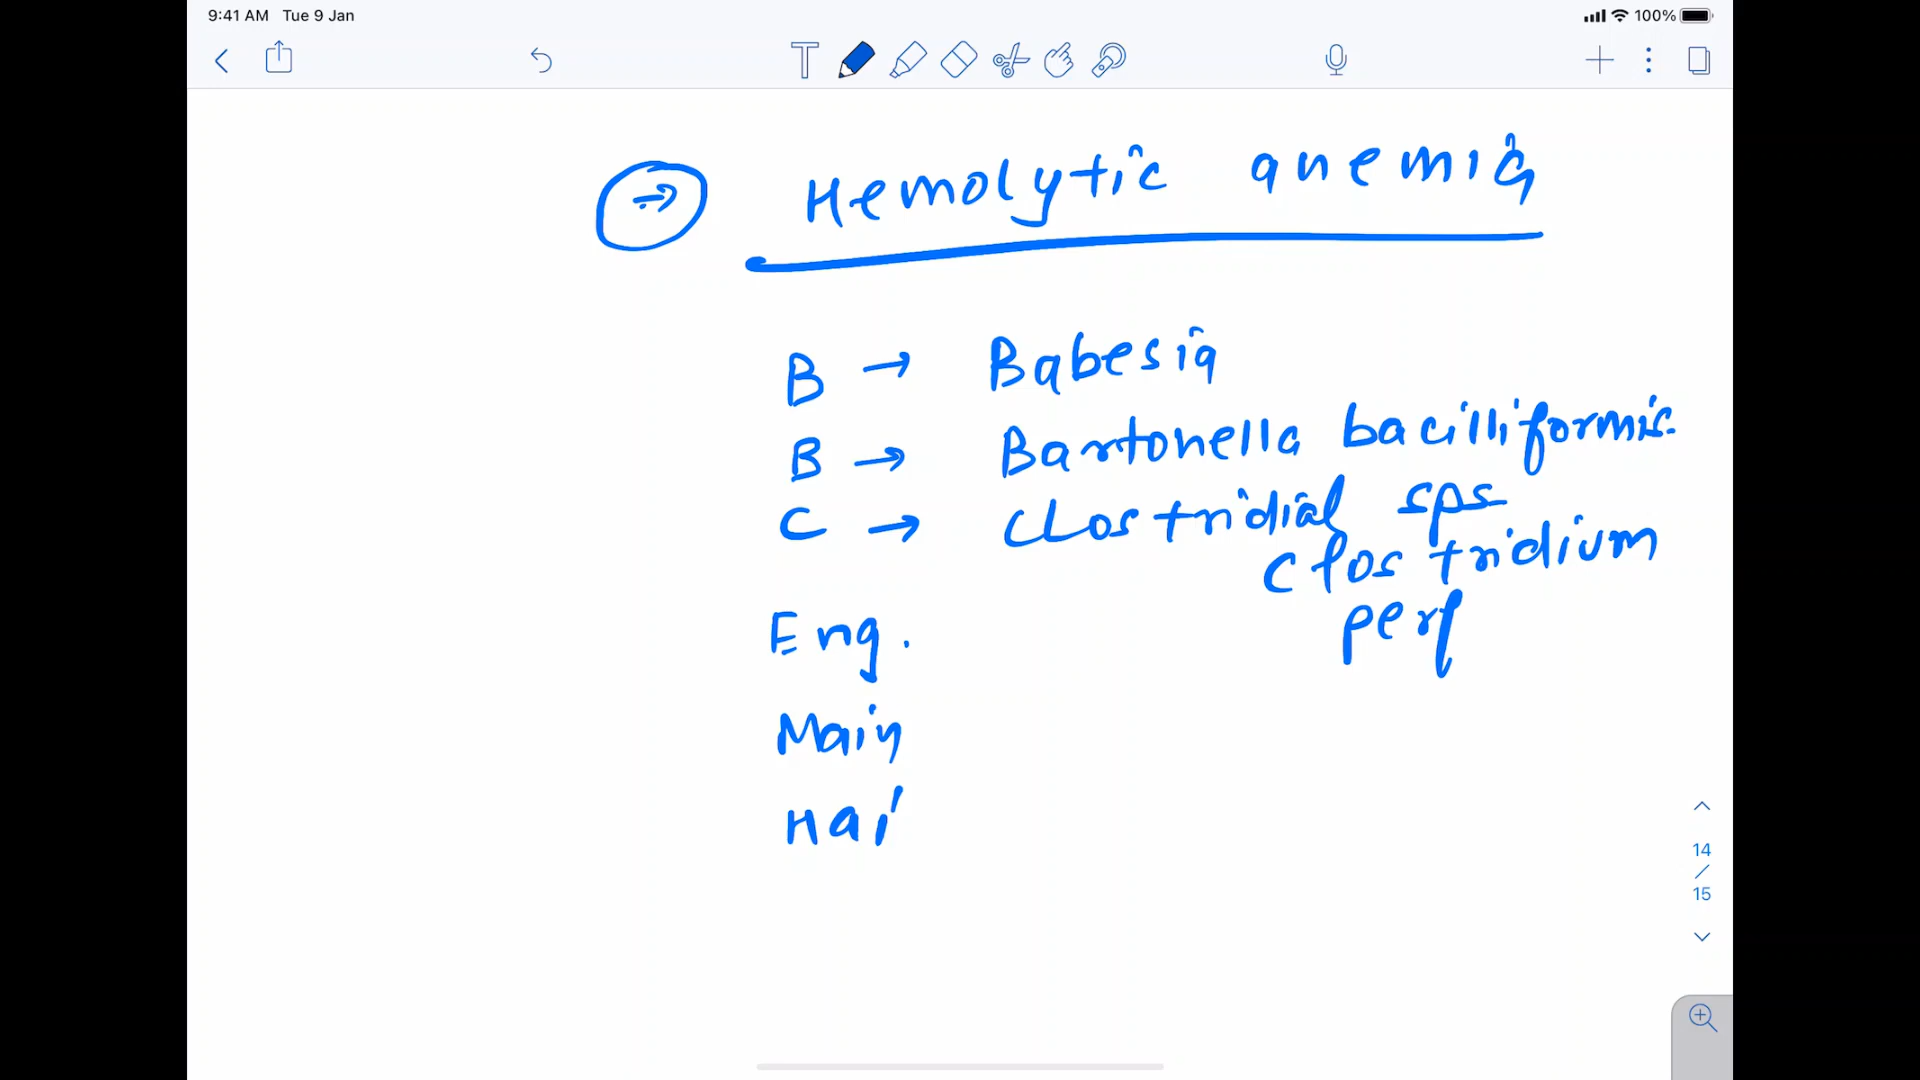 9:41 AM Tue 9 Jan 100%
T
→ Hemolytic anemia
B → Babesia
B → Bartonella bacilliformis.
C → Clostridial sps
Clostridium
perf
Eng.
Main
Hai
14
/
15